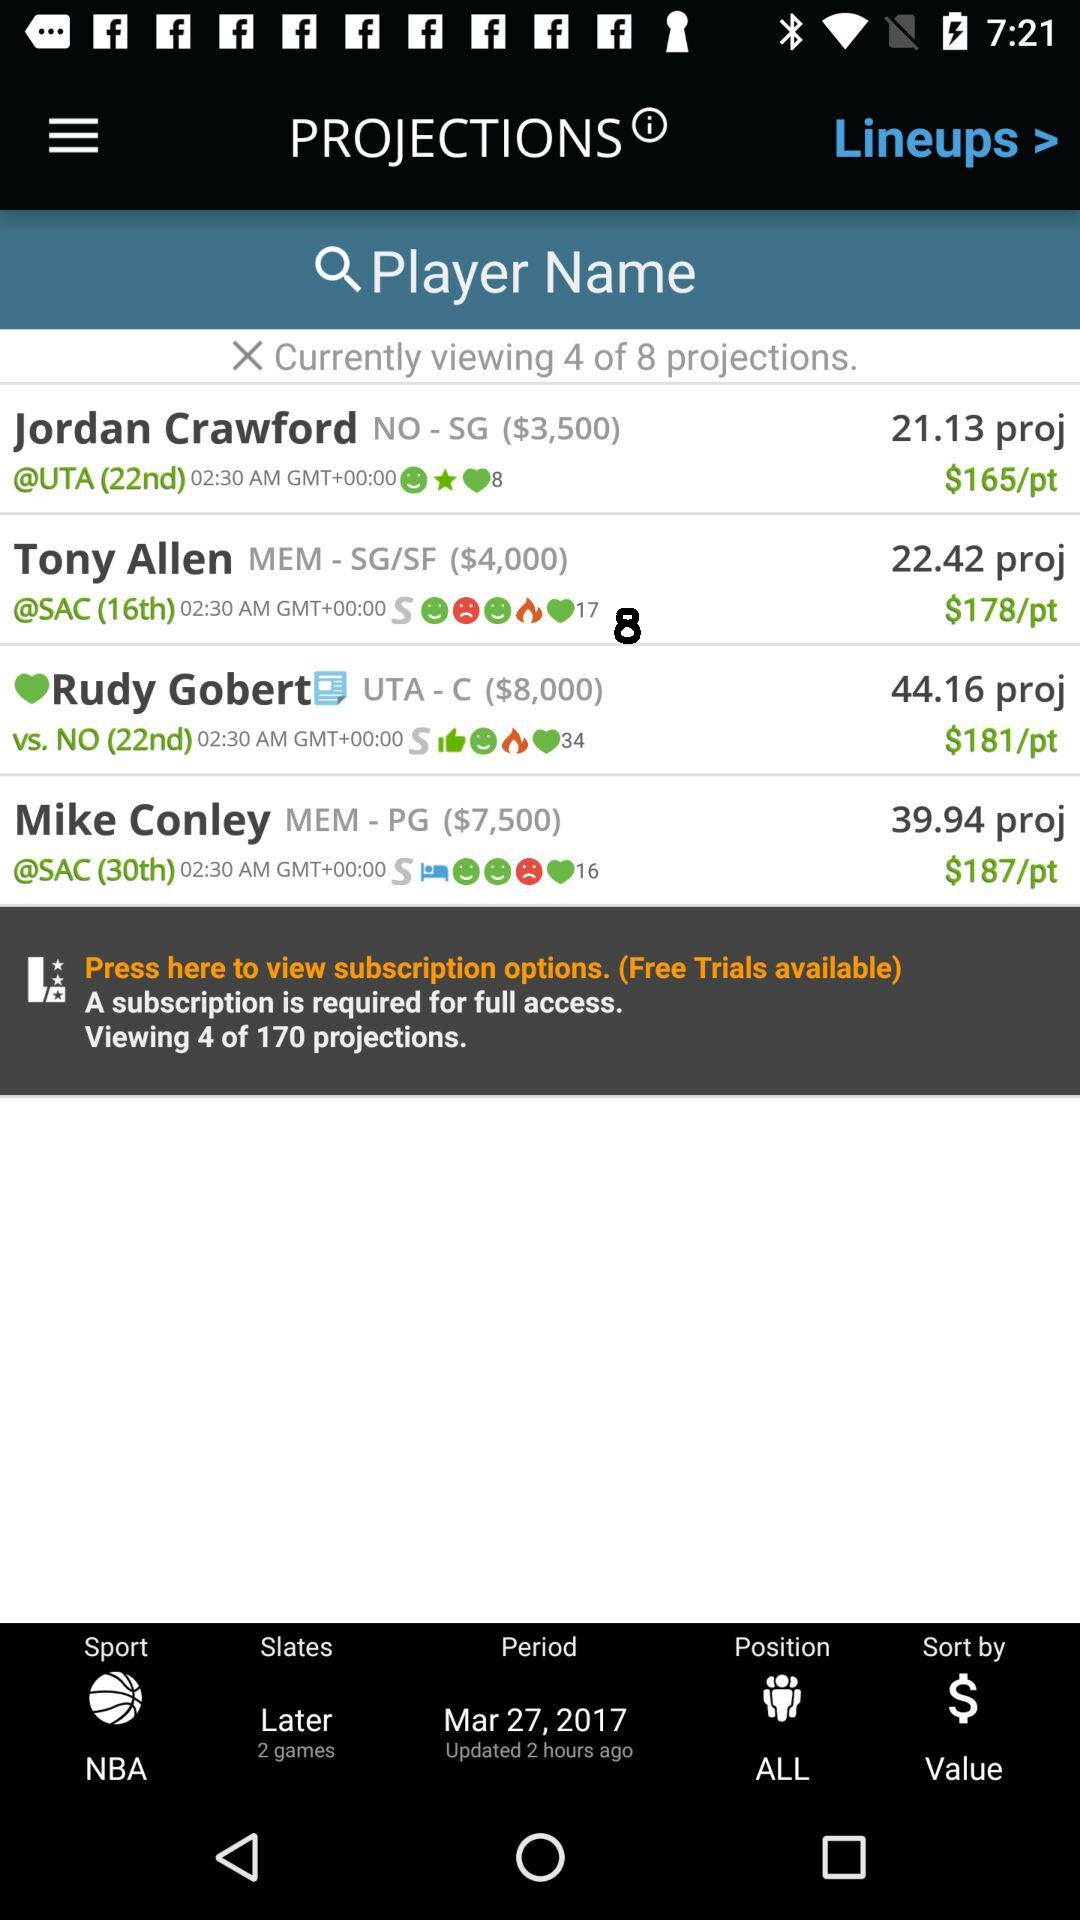 7:21
PROJECTIONS
Lineups >
Player Name
Currently viewing 4 of 8 projections.
Jordan Crawford NO - SG ($3,500) 21.13 proj
@UTA (22nd) 02:30 AM GMT+00:00 8 $165/pt
Tony Allen MEM - SG/SF ($4,000) 22.42 proj
@SAC (16th) 02:30 AM GMT+00:00 S 17 $178/pt
8
Rudy Gobert UTA - C ($8,000) 44.16 proj
vs. NO (22nd) 02:30 AM GMT+00:00 S 34 $181/pt
Mike Conley MEM - PG ($7,500) 39.94 proj
@SAC (30th) 02:30 AM GMT+00:00 S 16 $187/pt
Press here to view subscription options. (Free Trials available)
A subscription is required for full access.
Viewing 4 of 170 projections.
Sport Slates Period Position Sort by
Later Mar 27, 2017
2 games Updated 2 hours ago
NBA ALL Value